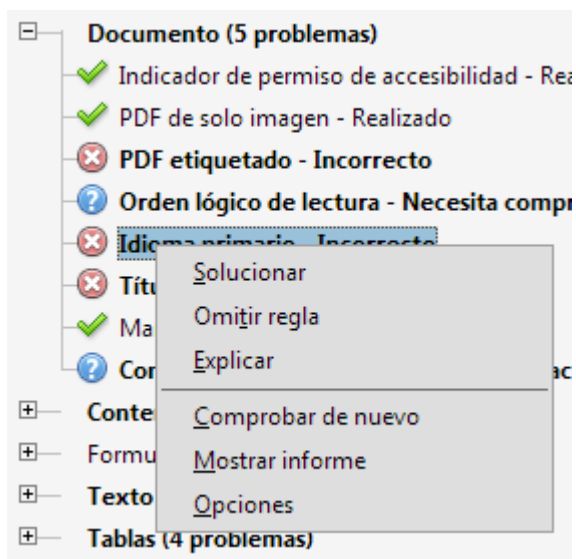 Documento (5 problemas)
Indicador de permiso de accesibilidad - Rea
PDF de solo imagen - Realizado
PDF etiquetado - Incorrecto
Orden lógico de lectura - Necesita compr
Idioma primario - Incorrecto
Solucionar
Omitir regla
Explicar
Comprobar de nuevo
Mostrar informe
Opciones
Títu
Ma
Con
Conte
Formu
Texto
Tablas (4 problemas)